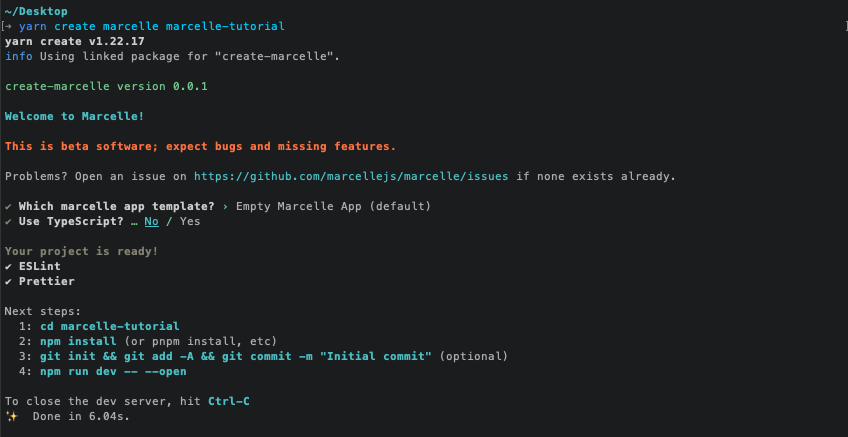 ~/Desktop
[→ yarn create marcelle marcelle-tutorial ]
yarn create v1.22.17
info Using linked package for "create-marcelle".
create-marcelle version 0.0.1
Welcome to Marcelle!
This is beta software; expect bugs and missing features.
Problems? Open an issue on https://github.com/marcellejs/marcelle/issues if none exists already.
✔ Which marcelle app template? › Empty Marcelle App (default)
✔ Use TypeScript? … No / Yes
Your project is ready!
✔ ESLint
✔ Prettier
Next steps:
1: cd marcelle-tutorial
2: npm install (or pnpm install, etc)
3: git init && git add -A && git commit -m "Initial commit" (optional)
4: npm run dev -- --open
To close the dev server, hit Ctrl-C
✨ Done in 6.04s.